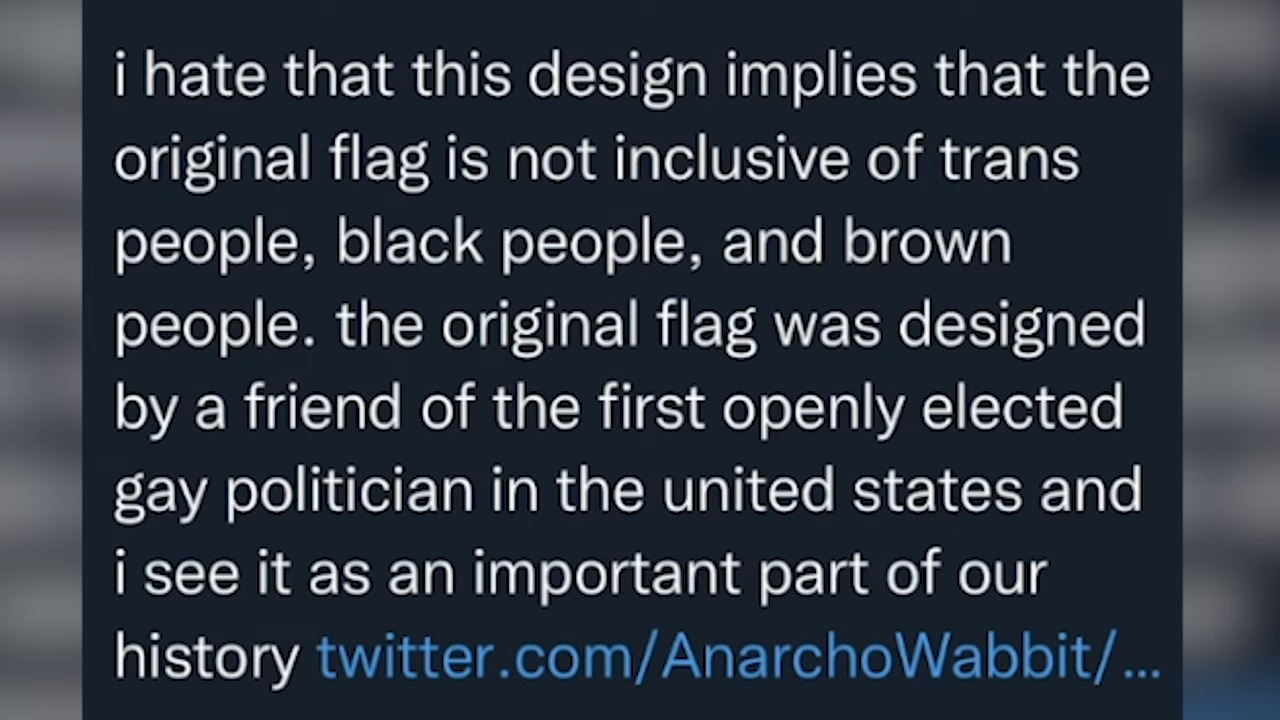 i hate that this design implies that the
original flag is not inclusive of trans
people, black people, and brown
people. the original flag was designed
by a friend of the first openly elected
gay politician in the united states and
i see it as an important part of our
history twitter.com/AnarchoWabbit/...